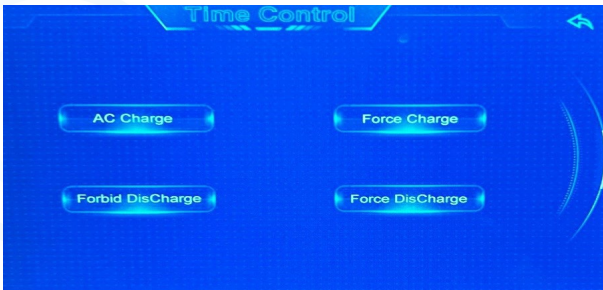 Time Control
AC Charge
Force Charge
Forbid DisCharge
Force DisCharge